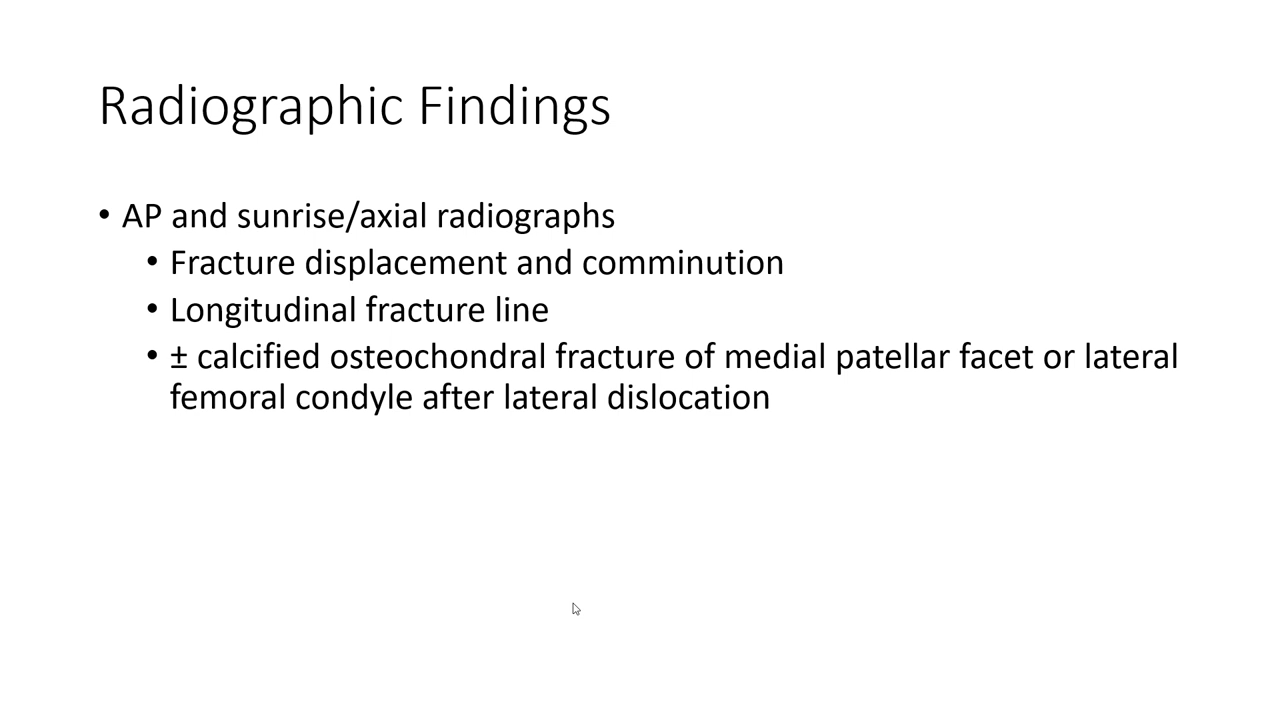 Radiographic Findings
• AP and sunrise/axial radiographs
• Fracture displacement and comminution
• Longitudinal fracture line
• ± calcified osteochondral fracture of medial patellar facet or lateral
femoral condyle after lateral dislocation